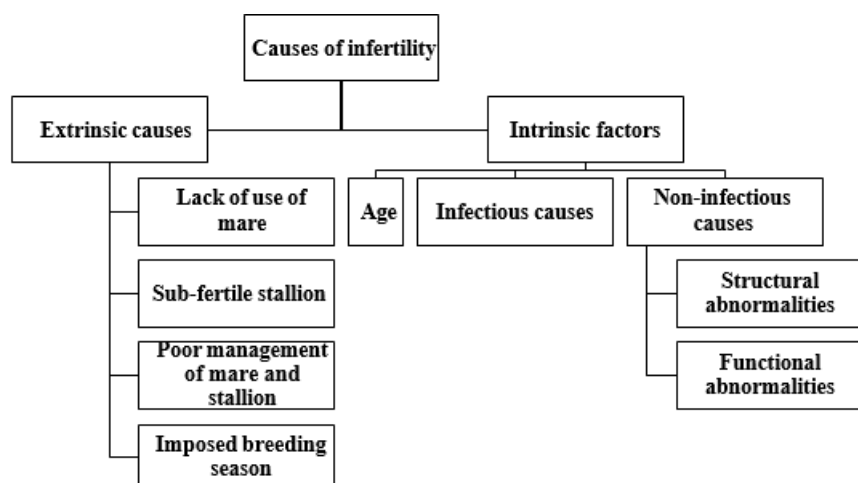 Causes of infertility
Extrinsic causes
Intrinsic factors
Lack of use of
mare
Age
Infectious causes
Non-infectious
causes
Sub-fertile stallion
Structural
abnormalities
Poor management
of mare and
stallion
Functional
abnormalities
Imposed breeding
season